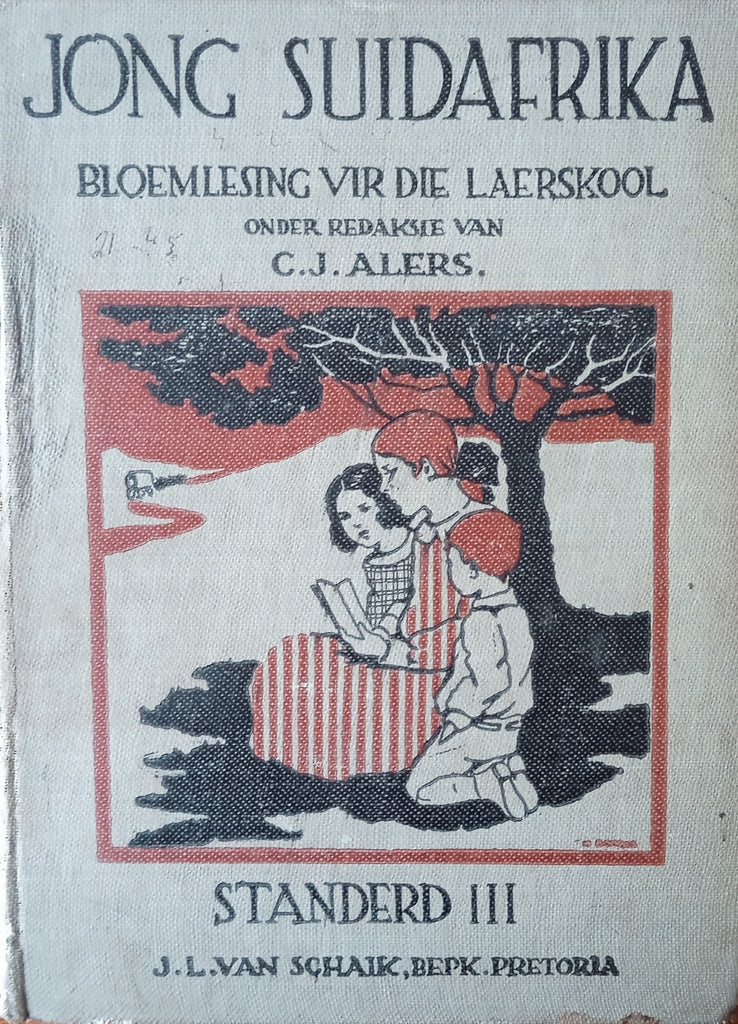 JONG SUIDAFRIKA
BLOEMLESING VIR DIE LAERSKOOL
ONDER REDAKSIE VAN
C.J. ALERS.
STANDERD III
J.L. VAN SCHAIK, BEPK. PRETORIA